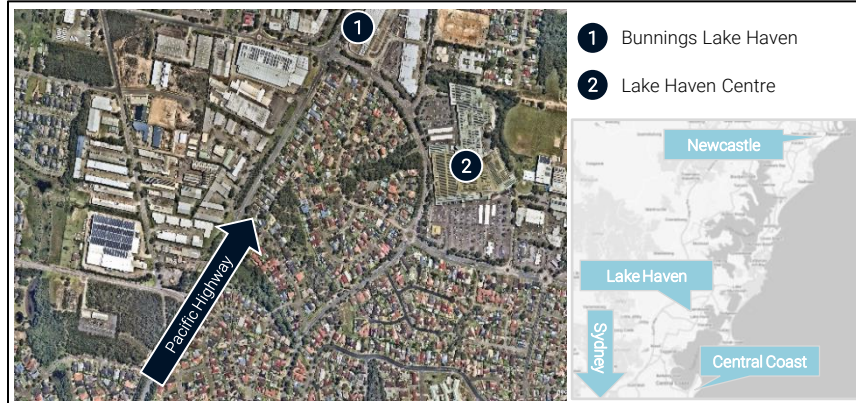 1
2
Pacific Highway
1 Bunnings Lake Haven
2 Lake Haven Centre
Newcastle
Lake Haven
Sydney
Central Coast